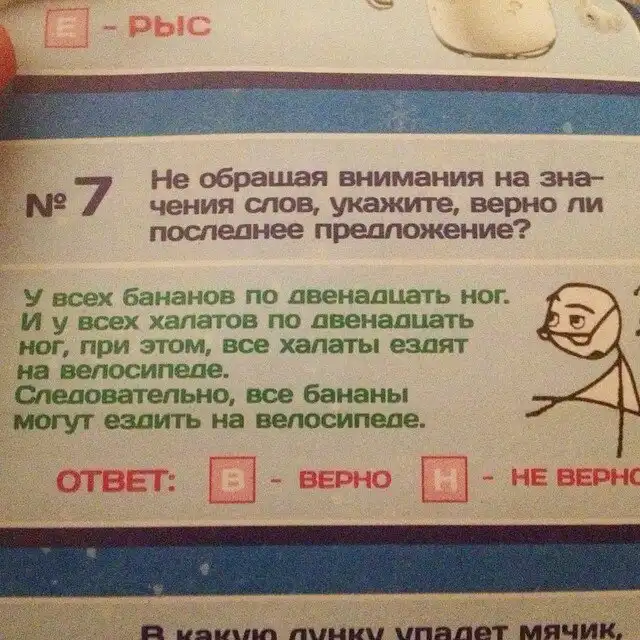 Е - РЫС
№ 7
Не обращая внимания на зна-
чения слов, укажите, верно ли
последнее предложение?
У всех бананов по двенадцать ног.
И у всех халатов по двенадцать
ног, при этом, все халаты ездят
на велосипеде.
Следовательно, все бананы
могут ездить на велосипеде.
ОТВЕТ: В - ВЕРНО Н - НЕ ВЕРНО
В какую лунку упадет мячик,